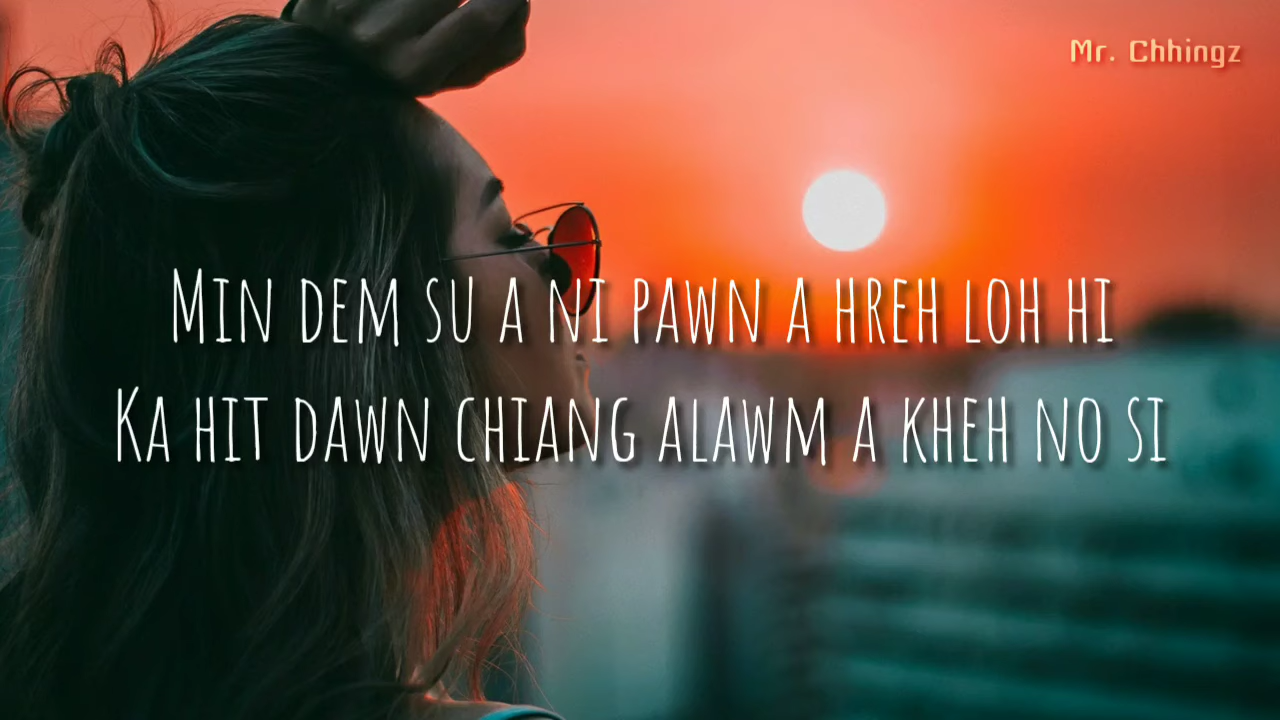 Mr. Chhingz
Min dem su a ni pawn a hreh loh hi
Ka hit dawn chiang alawm a kheh no si